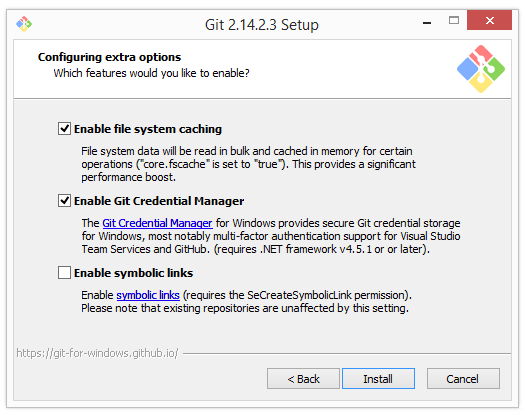 Git 2.14.2.3 Setup
Configuring extra options
Which features would you like to enable?
Enable file system caching
File system data will be read in bulk and cached in memory for certain
operations ("core.fscache" is set to "true"). This provides a significant
performance boost.
Enable Git Credential Manager
The Git Credential Manager for Windows provides secure Git credential storage
for Windows, most notably multi-factor authentication support for Visual Studio
Team Services and GitHub. (requires .NET framework v4.5.1 or or later).
Enable symbolic links
Enable symbolic links (requires the SeCreateSymbolicLink permission).
Please note that existing repositories are unaffected by this setting.
https://git-for-windows.github.io/
< Back
Install
Cancel